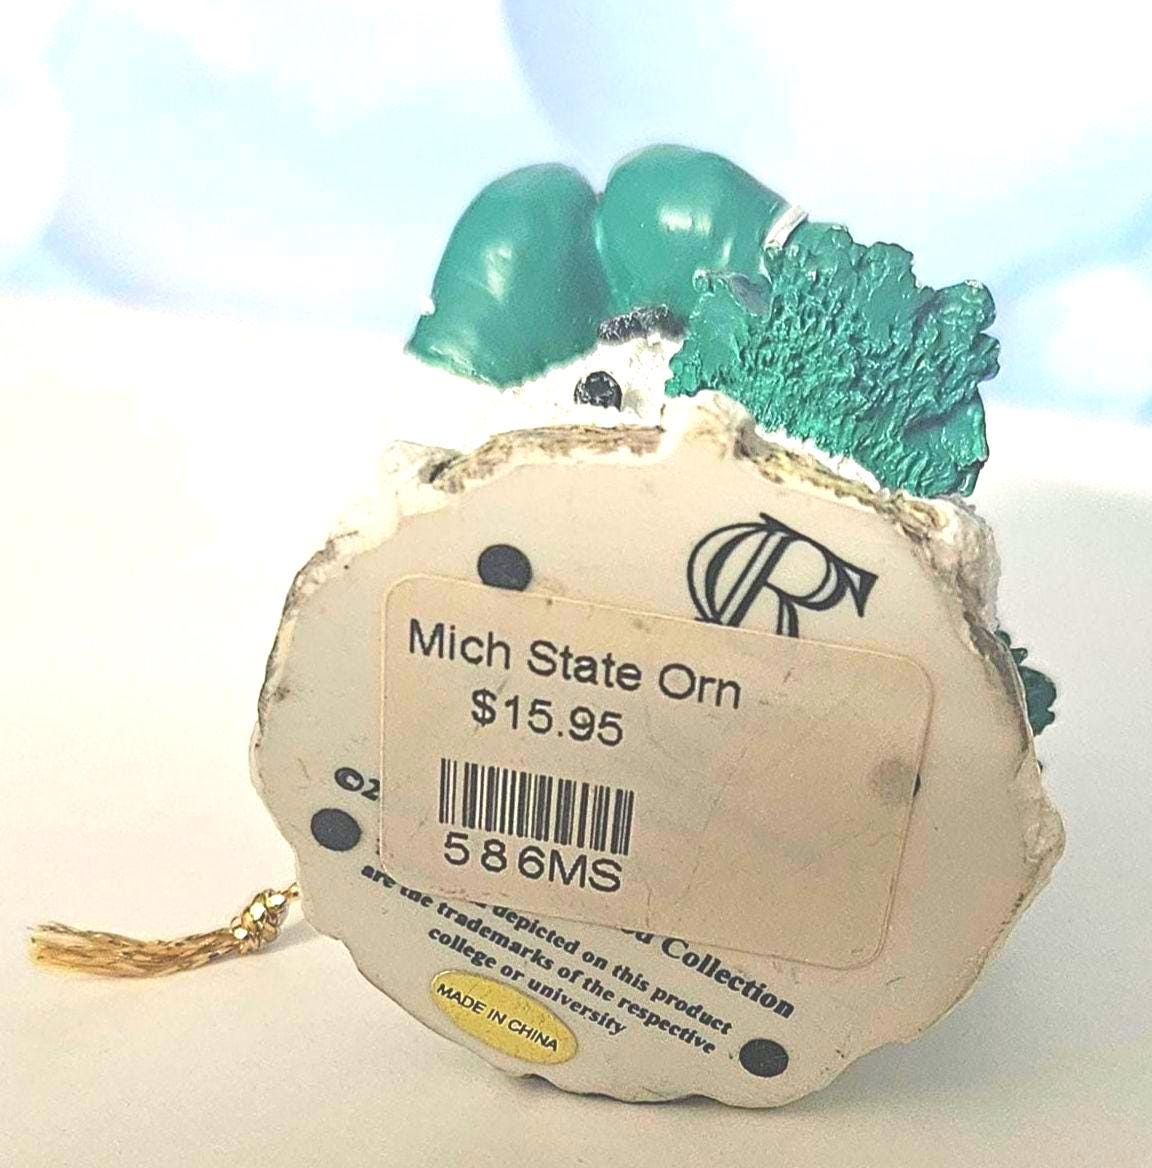 Mich State Orn
$15.95
586MS
©2
Collection
depicted on this product
are the trademarks of the respective
college or university
MADE IN CHINA